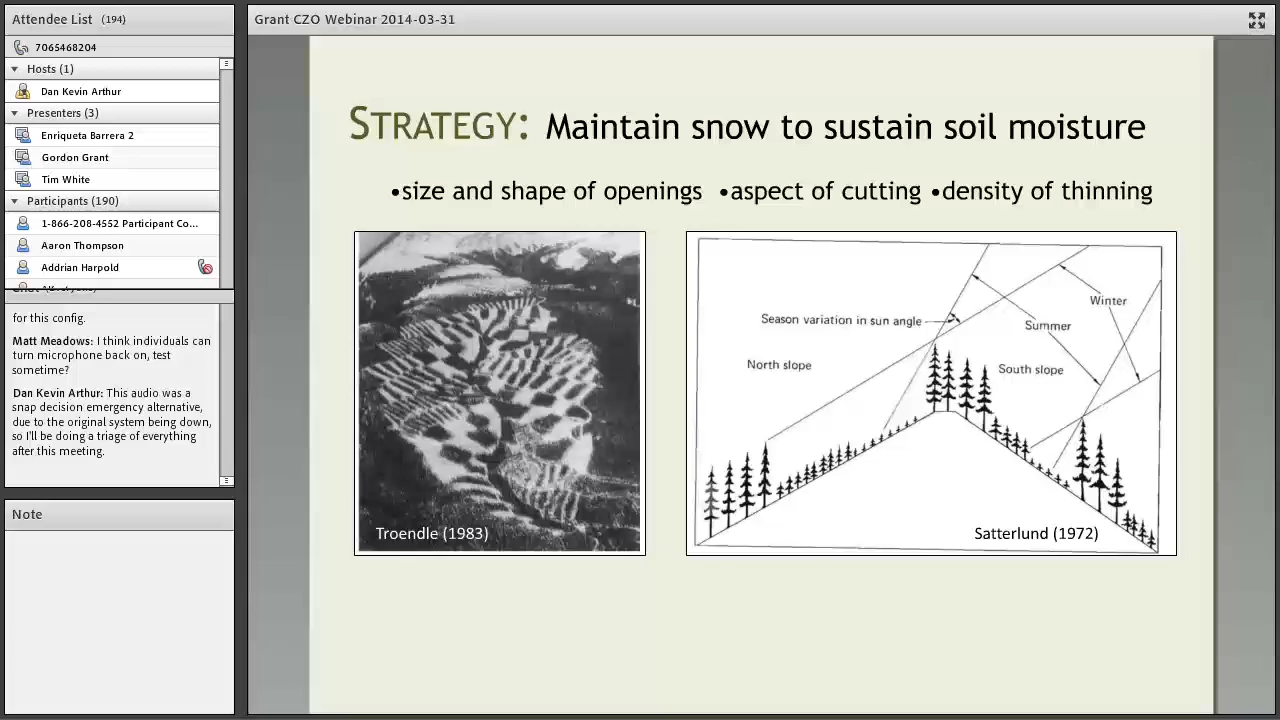 Attendee List (194)
7065468204
Hosts (1)
Dan Kevin Arthur
Presenters (3)
Enriqueta Barrera 2
Gordon Grant
Tim White
Participants (190)
1-866-208-4552 Participant Co...
Aaron Thompson
Addrian Harpold
for this config.
Matt Meadows: I think individuals can
turn microphone back on, test
sometime?
Dan Kevin Arthur: This audio was a
snap decision emergency alternative,
due to the original system being down,
so I'll be doing a triage of everything
after this meeting.
Note
Grant CZO Webinar 2014-03-31
STRATEGY: Maintain snow to sustain soil moisture
•size and shape of openings •aspect of cutting •density of thinning
Troendle (1983)
Winter
Season variation in sun angle
Summer
North slope
South slope
Satterlund (1972)